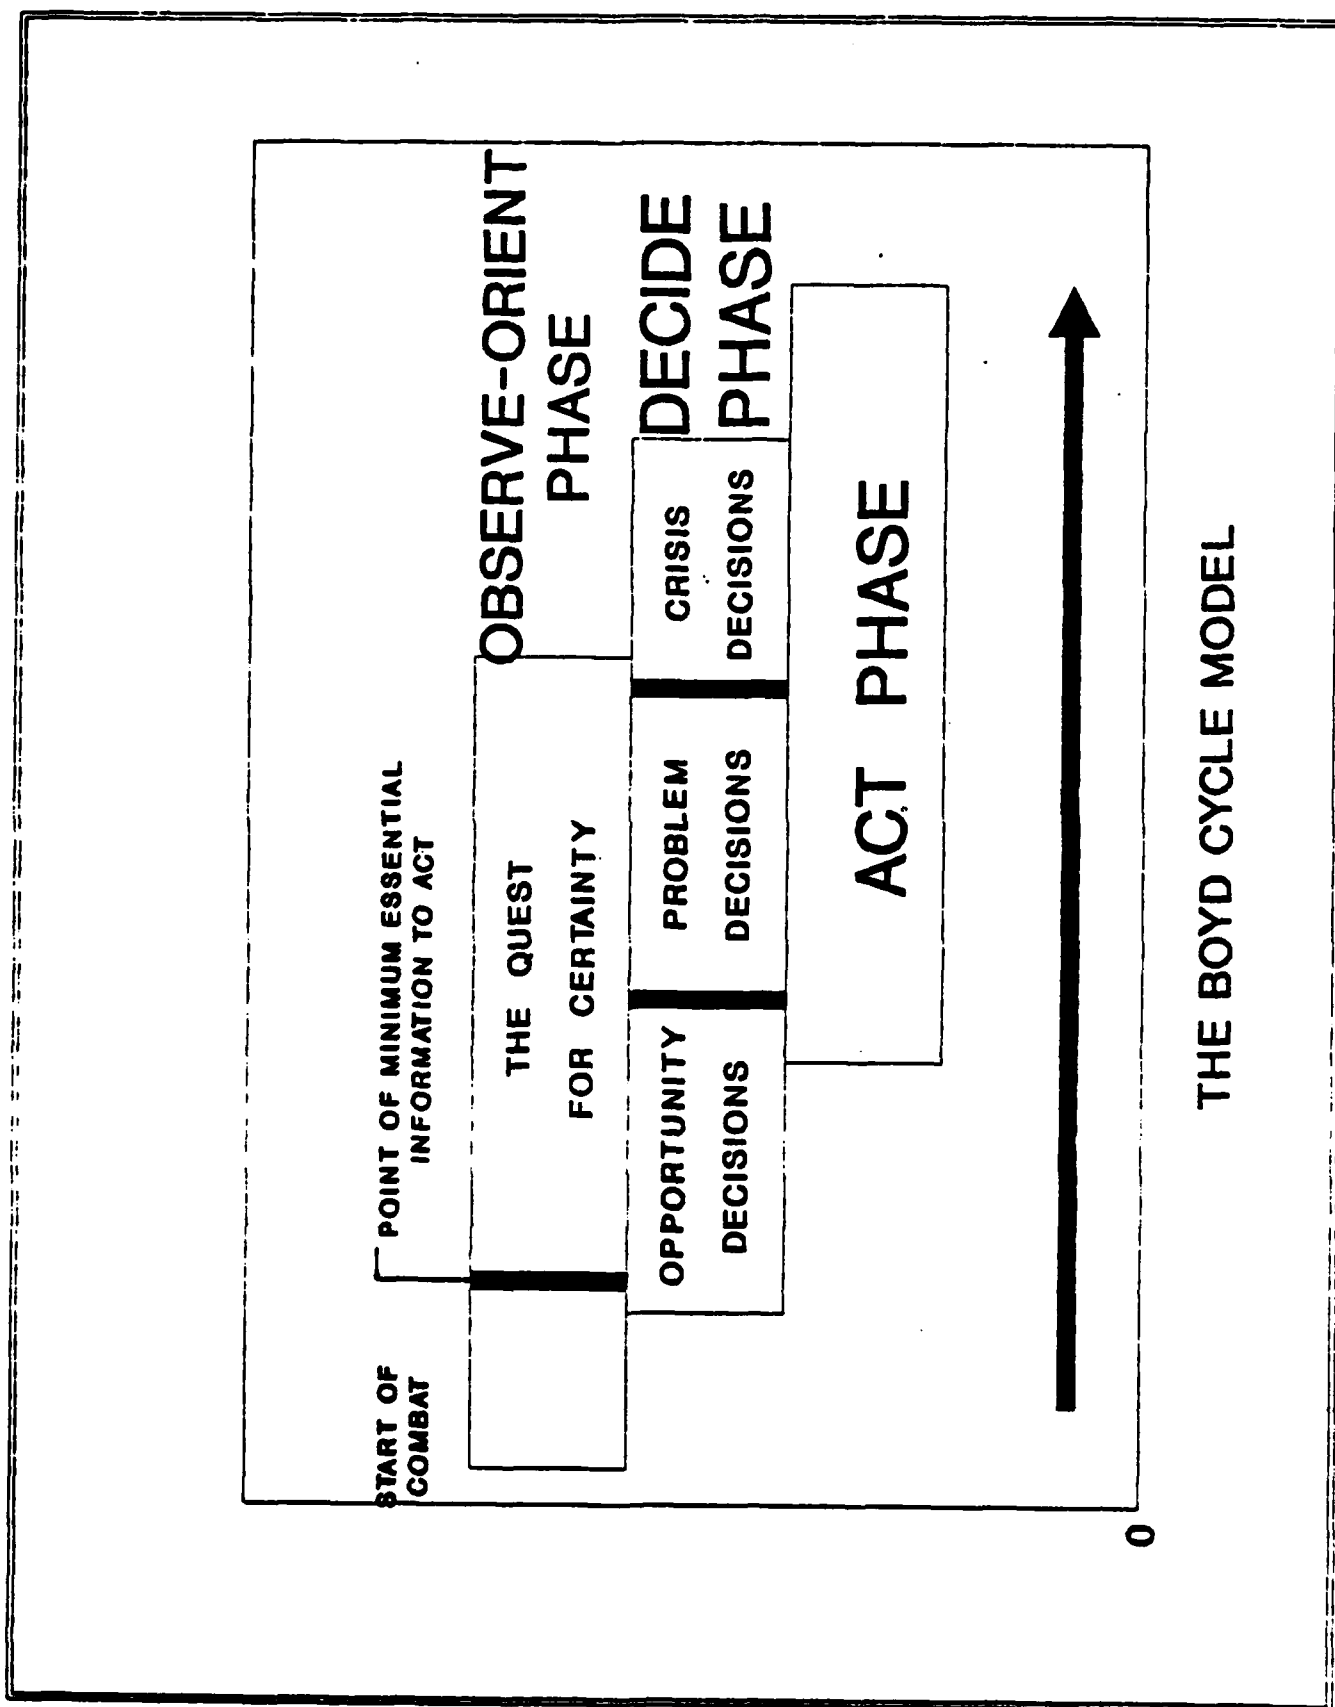 START OF
COMBAT
POINT OF MINIMUM ESSENTIAL
INFORMATION TO ACT
THE QUEST
FOR CERTAINTY
OBSERVE-ORIENT
PHASE
OPPORTUNITY
DECISIONS
PROBLEM
DECISIONS
CRISIS
DECISIONS
DECIDE
PHASE
ACT PHASE
0
THE BOYD CYCLE MODEL